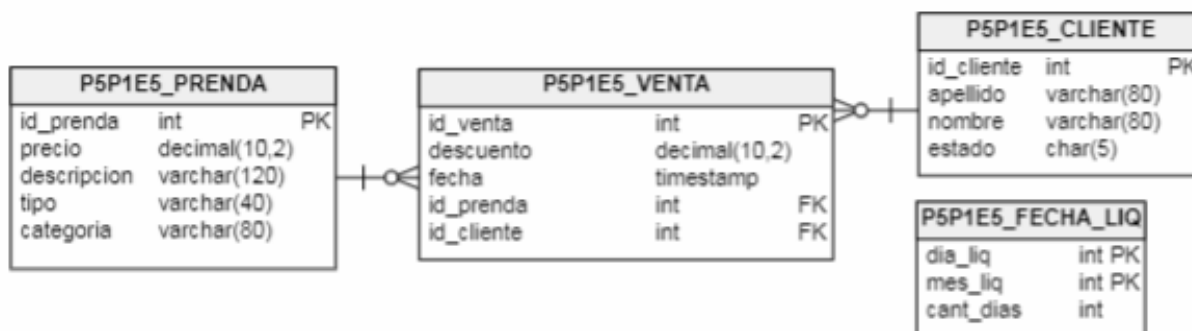 P5P1E5_PRENDA
id_prenda int PK
precio decimal(10,2)
descripcion varchar(120)
tipo varchar(40)
categoria varchar(80)
P5P1E5_VENTA
id_venta int PK
descuento decimal(10,2)
fecha timestamp
id_prenda int FK
id_cliente int FK
P5P1E5_CLIENTE
id_cliente int PK
apellido varchar(80)
nombre varchar(80)
estado char(5)
P5P1E5_FECHA_LIQ
dia_liq int PK
mes_liq int PK
cant_dias int